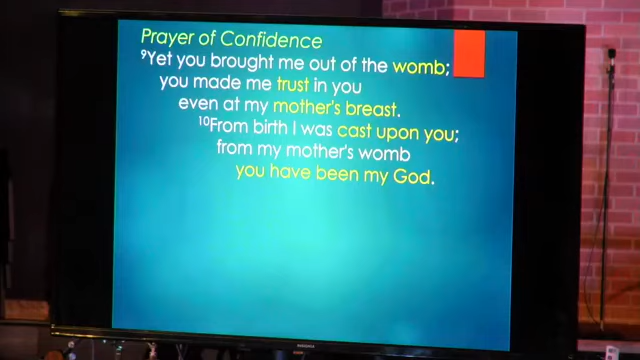 Prayer of Confidence
⁹Yet you brought me out of the womb;
you made me trust in you
even at my mother's breast.
¹⁰From birth I was cast upon you;
from my mother's womb
you have been my God.